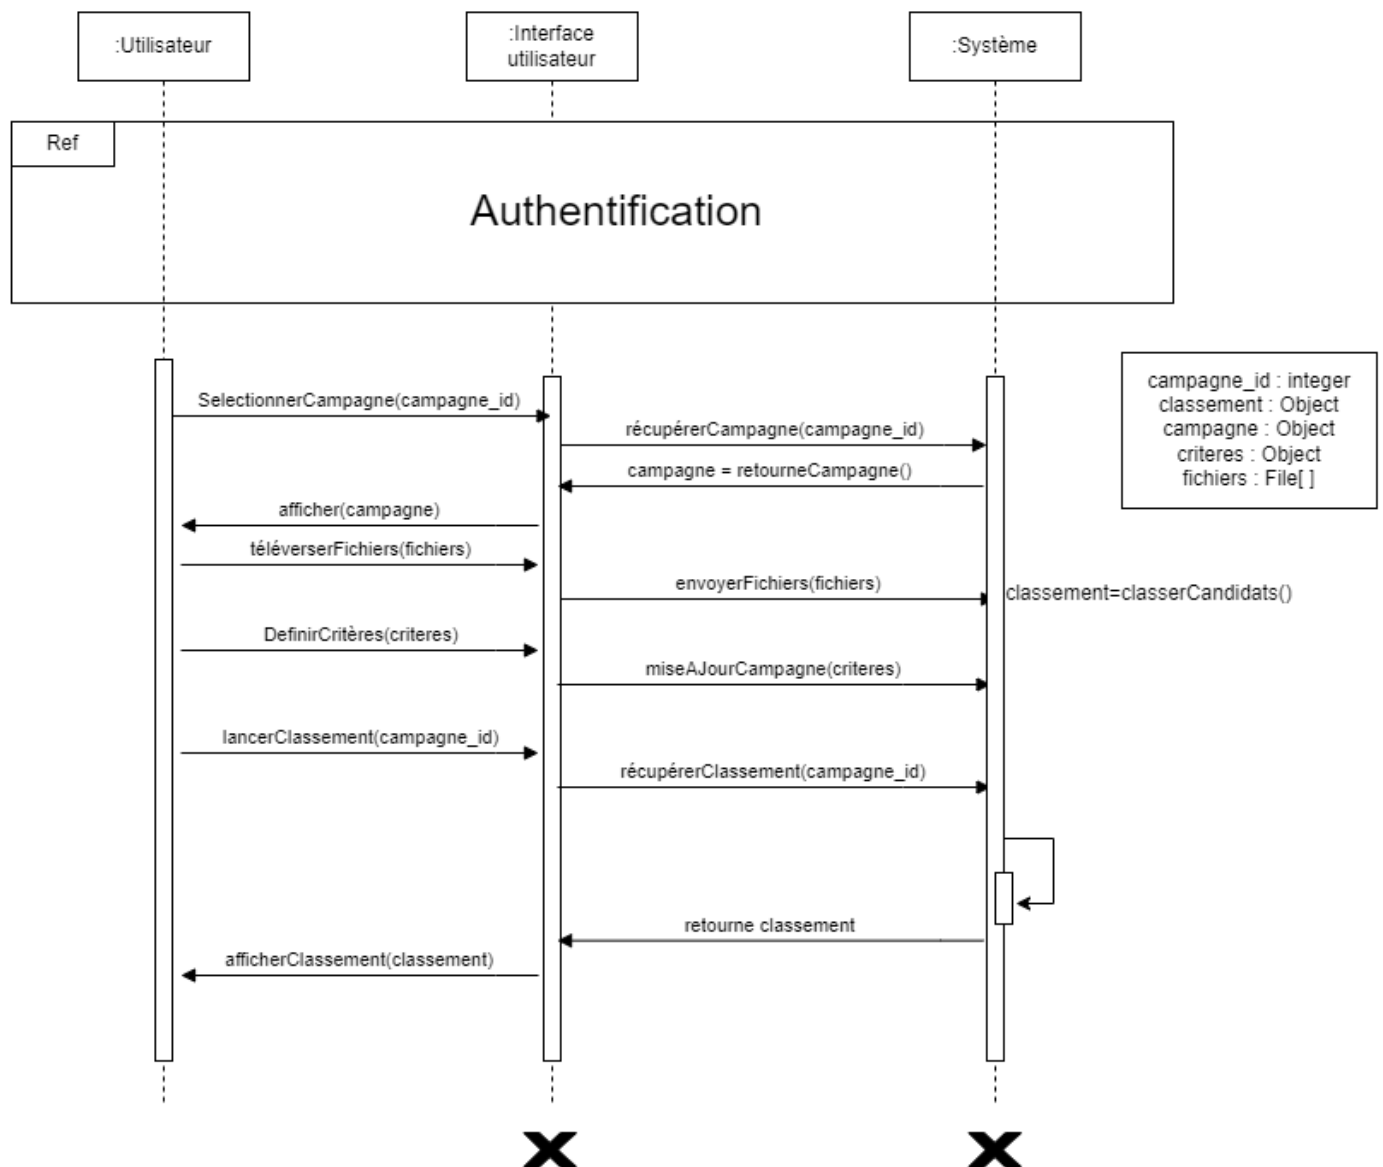 :Utilisateur
:Interface
utilisateur
:Système
Ref
Authentification
campagne_id : integer
classement : Object
campagne : Object
criteres : Object
fichiers : File[ ]
SelectionnerCampagne(campagne_id)
récupérerCampagne(campagne_id)
campagne = retourneCampagne()
afficher(campagne)
téléverserFichiers(fichiers)
envoyerFichiers(fichiers)
classement=classerCandidats()
DefinirCritères(criteres)
miseAJourCampagne(criteres)
lancerClassement(campagne_id)
récupérerClassement(campagne_id)
retourne classement
afficherClassement(classement)